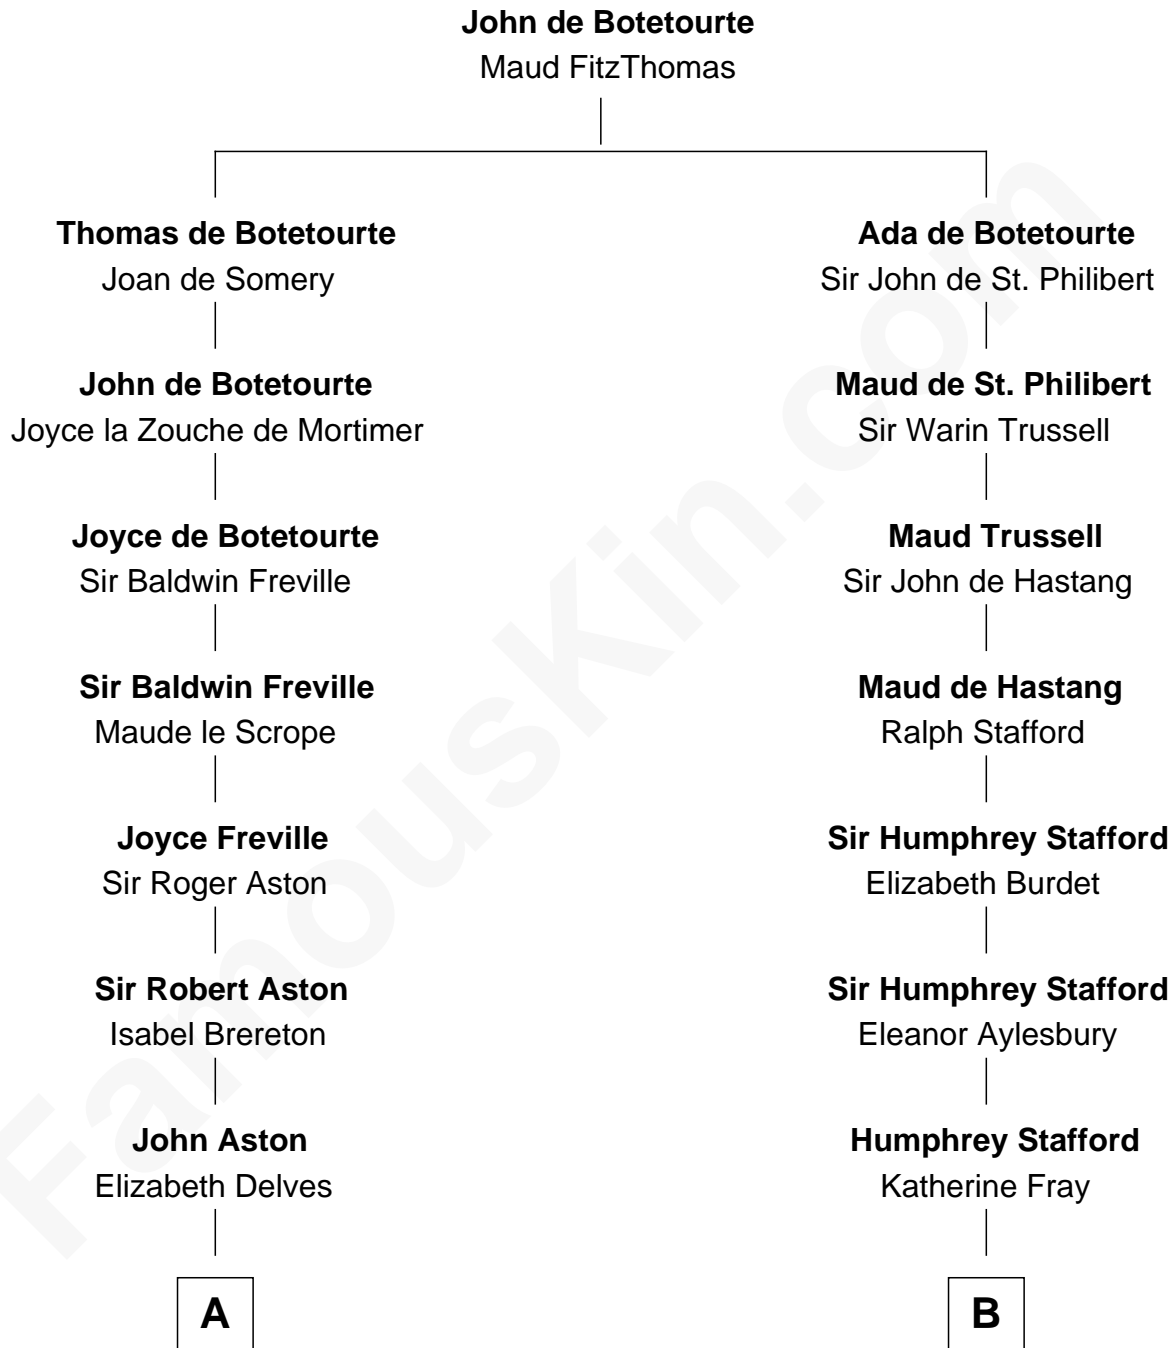 John de Botetourte
Maud FitzThomas
Thomas de Botetourte
Joan de Somery
John de Botetourte
Joyce la Zouche de Mortimer
Joyce de Botetourte
Sir Baldwin Freville
Sir Baldwin Freville
Maude le Scrope
Joyce Freville
Sir Roger Aston
Sir Robert Aston
Isabel Brereton
John Aston
Elizabeth Delves
A
Ada de Botetourte
Sir John de St. Philibert
Maud de St. Philibert
Sir Warin Trussell
Maud Trussell
Sir John de Hastang
Maud de Hastang
Ralph Stafford
Sir Humphrey Stafford
Elizabeth Burdet
Sir Humphrey Stafford
Eleanor Aylesbury
Humphrey Stafford
Katherine Fray
B
FamousKin.com